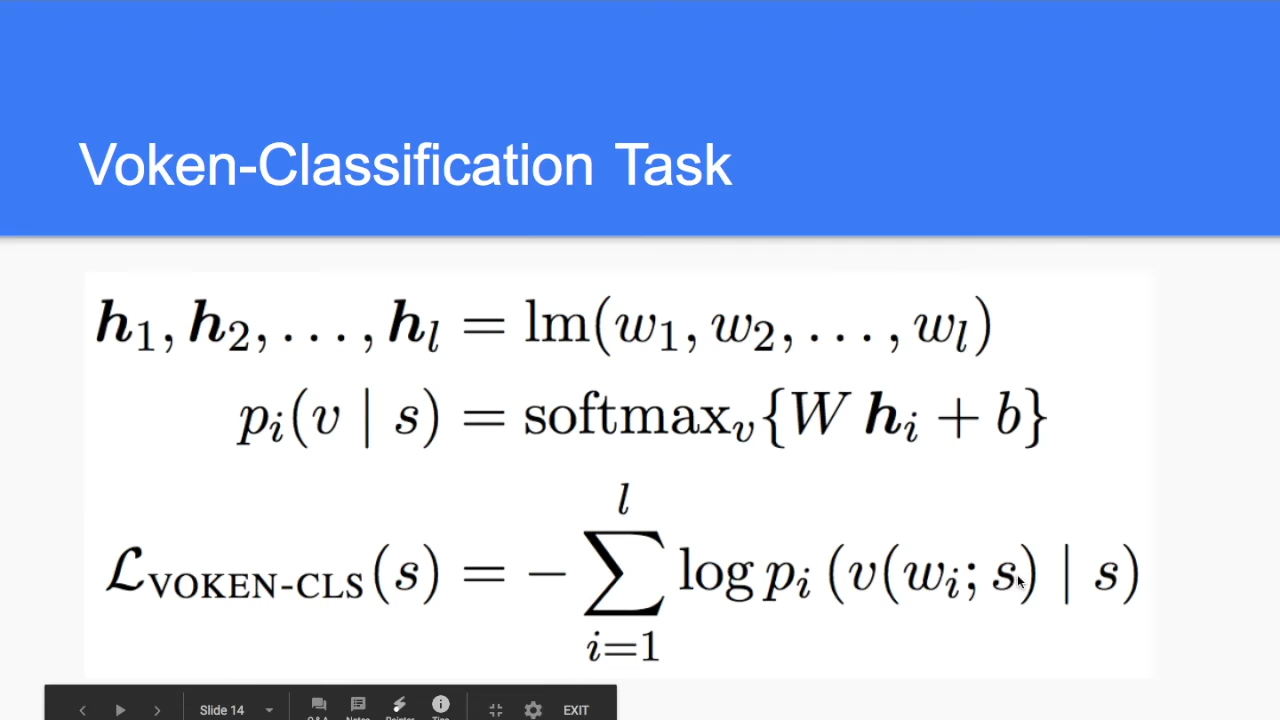 Voken-Classification Task
h₁, h₂, . . . , hₗ = lm(w₁, w₂, . . . , wₗ)
pᵢ(v | s) = softmaxᵥ{W hᵢ + b}
ℒ_VOKEN-CLS(s) = − ∑_{i=1}^{l} log pᵢ (v(wᵢ; s) | s)
Slide 14 EXIT